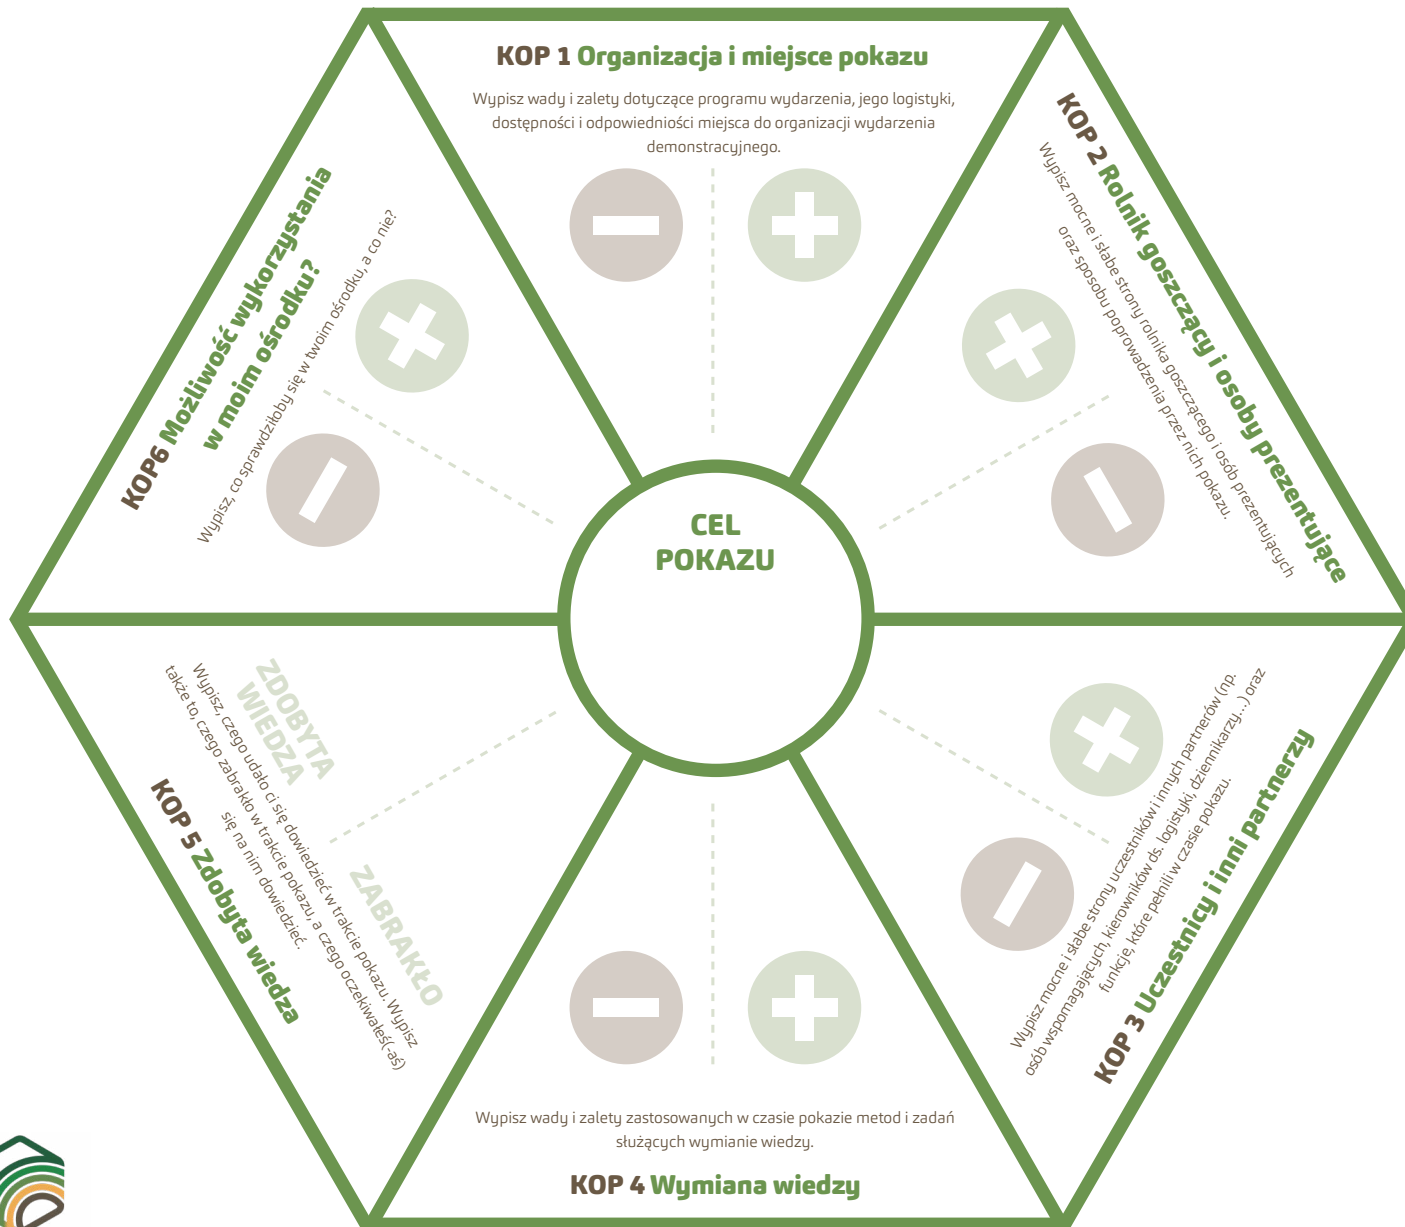 KOP 1 Organizacja i miejsce pokazu
Wypisz wady i zalety dotyczące programu wydarzenia, jego logistyki,
dostępności i odpowiedniości miejsca do organizacji wydarzenia
demonstracyjnego.
KOP 2 Rolnik goszczący i osoby prezentujące
Wypisz mocne i słabe strony rolnika goszczącego i osób prezentujących
oraz sposobu poprowadzenia przez nich pokazu.
Wypisz mocne i słabe strony uczestników i innych partnerów (np.
osób wspomagających, kierowników ds. logistyki, dziennikarzy...) oraz
funkcje, które pełnili w czasie pokazu.
KOP 3 Uczestnicy i inni partnerzy
Wypisz wady i zalety zastosowanych w czasie pokazie metod i zadań
służących wymianie wiedzy.
KOP 4 Wymiana wiedzy
ZDOBYTA
WIEDZA
ZABRAKŁO
Wypisz, czego udało ci się dowiedzieć w trakcie pokazu. Wypisz
także to, czego zabrakło w trakcie pokazu, a czego oczekiwałeś(-aś)
się na nim dowiedzieć.
KOP 5 Zdobyta wiedza
KOP6 Możliwość wykorzystania
w moim ośrodku?
Wypisz, co sprawdziłoby się w twoim ośrodku, a co nie?
CEL
POKAZU